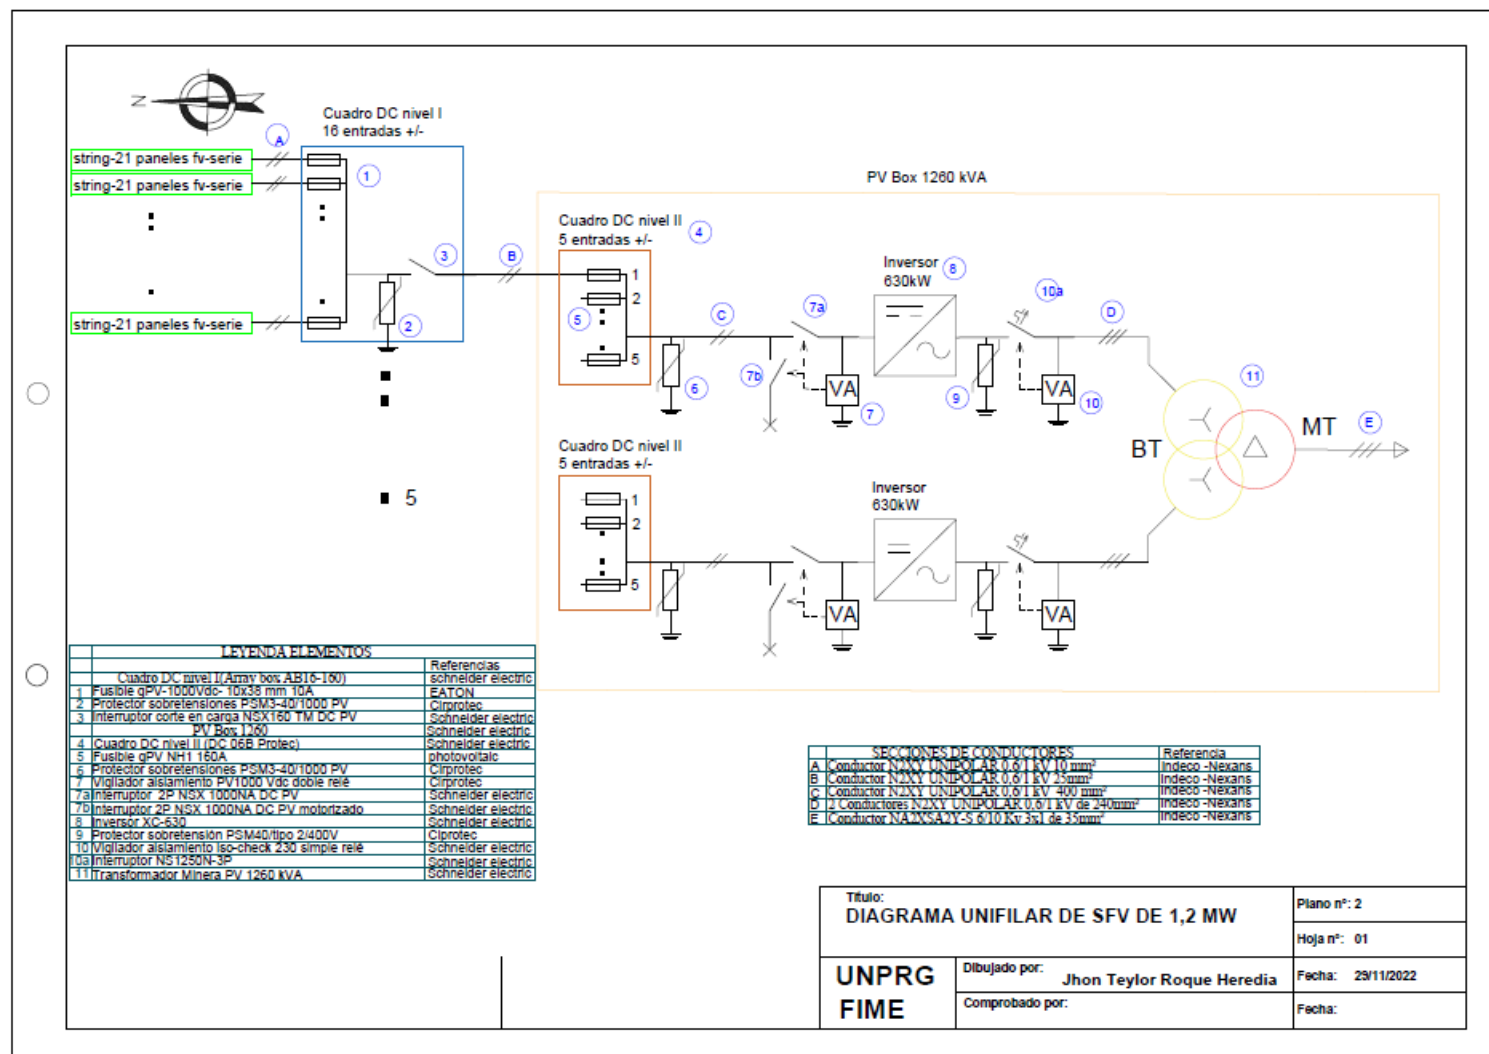 N
Cuadro DC nivel I
16 entradas +/-
A
string-21 paneles fv-serie
string-21 paneles fv-serie
string-21 paneles fv-serie
1
2
3
B
5
PV Box 1260 kVA
Cuadro DC nivel II
5 entradas +/-
4
1
2
5
5
6
C
7a
7b
VA
7
Inversor
630kW
8
9
10a
VA
10
D
11
BT
MT
E
Cuadro DC nivel II
5 entradas +/-
1
2
5
VA
Inversor
630kW
VA
LEYENDA ELEMENTOS
Referencias
Cuadro DC nivel I(Array box AB16-160) schneider electric
1 Fusible gPV-1000Vdc- 10x38 mm 10A EATON
2 Protector sobretensiones PSM3-40/1000 PV Cirprotec
3 Interruptor corte en carga NSX160 TM DC PV Schneider electric
PV Box 1260 Schneider electric
4 Cuadro DC nivel II (DC 06B Protec) Schneider electric
5 Fusible gPV NH1 160A photovoltaic
6 Protector sobretensiones PSM3-40/1000 PV Cirprotec
7 Vigilador aislamiento PV1000 Vdc doble relé Cirprotec
7a Interruptor 2P NSX 1000NA DC PV Schneider electric
7b Interruptor 2P NSX 1000NA DC PV motorizado Schneider electric
8 Inversor XC-630 Schneider electric
9 Protector sobretensión PSM40/tipo 2/400V Ciprotec
10 Vigilador aislamiento Iso-check 230 simple relé Schneider electric
10a Interruptor NS1250N-3P Schneider electric
11 Transformador Minera PV 1260 kVA Schneider electric
SECCIONES DE CONDUCTORES Referencia
A Conductor N2XY UNIPOLAR 0,6/1 kV 10 mm² Indeco -Nexans
B Conductor N2XY UNIPOLAR 0,6/1 kV 25mm² Indeco -Nexans
C Conductor N2XY UNIPOLAR 0,6/1 kV 400 mm² Indeco -Nexans
D 2 Conductores N2XY UNIPOLAR 0,6/1 kV de 240mm² Indeco -Nexans
E Conductor NA2XSA2Y-S 6/10 Kv 3x1 de 35mm² Indeco -Nexans
Título:
DIAGRAMA UNIFILAR DE SFV DE 1,2 MW
Plano nº: 2
Hoja nº: 01
UNPRG
FIME
Dibujado por: Jhon Teylor Roque Heredia
Fecha: 29/11/2022
Comprobado por:
Fecha: